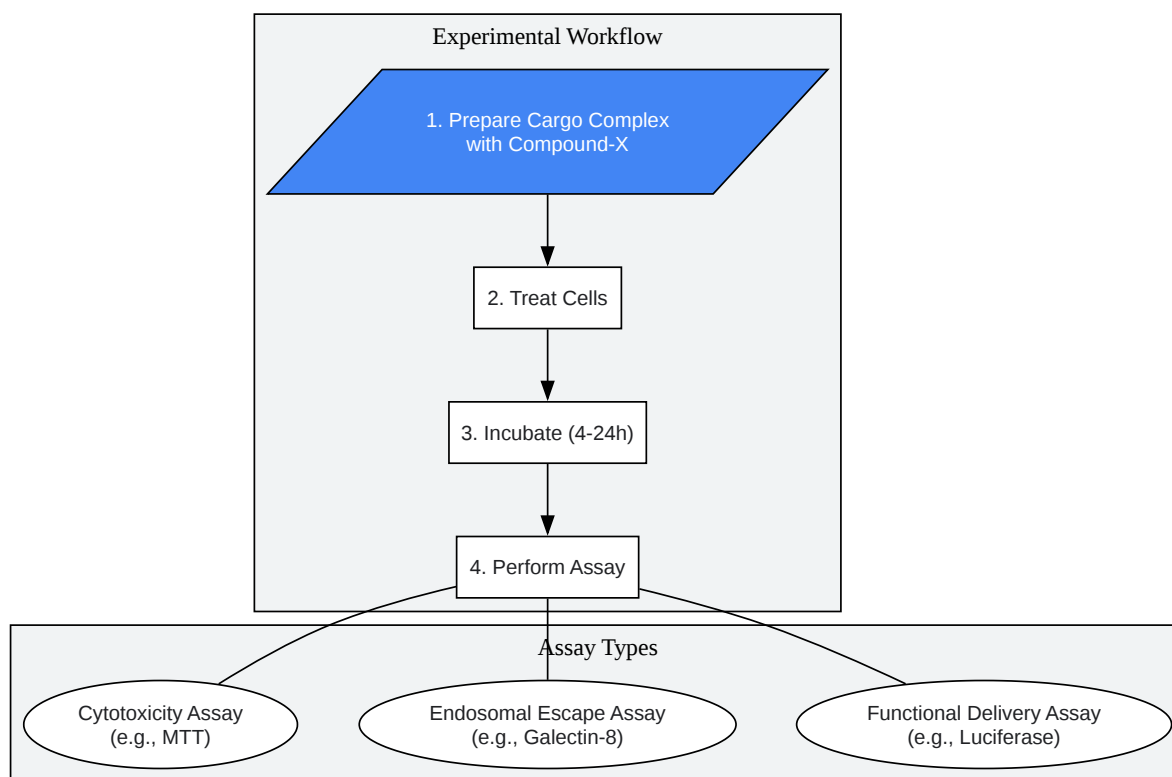 Experimental Workflow
1. Prepare Cargo Complex
with Compound-X
2. Treat Cells
3. Incubate (4-24h)
4. Perform Assay
Assay Types
Cytotoxicity Assay
(e.g., MTT)
Endosomal Escape Assay
(e.g., Galectin-8)
Functional Delivery Assay
(e.g., Luciferase)